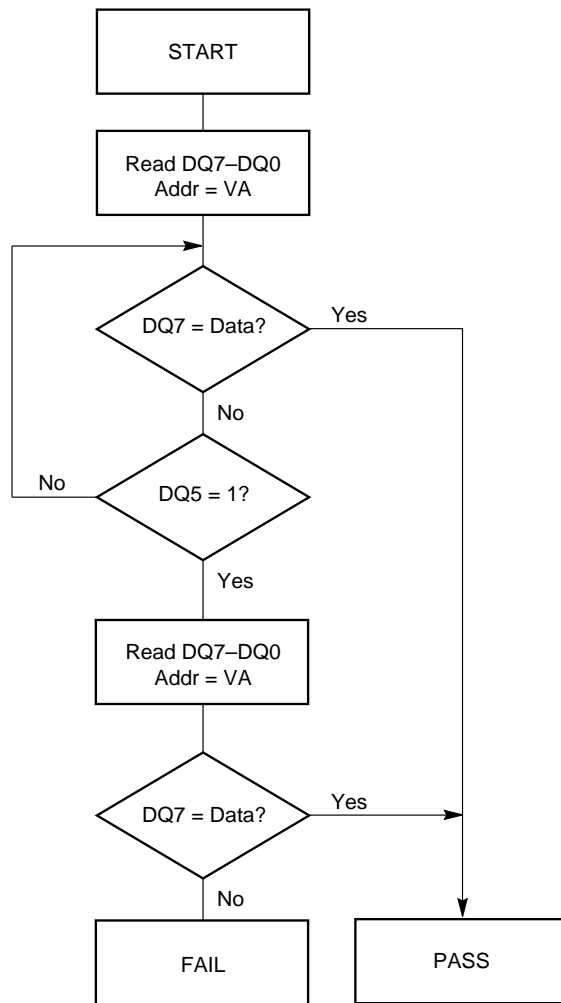 START
Read DQ7–DQ0
Addr = VA
DQ7 = Data?
Yes
No
No
DQ5 = 1?
Yes
Read DQ7–DQ0
Addr = VA
DQ7 = Data?
Yes
No
FAIL
PASS